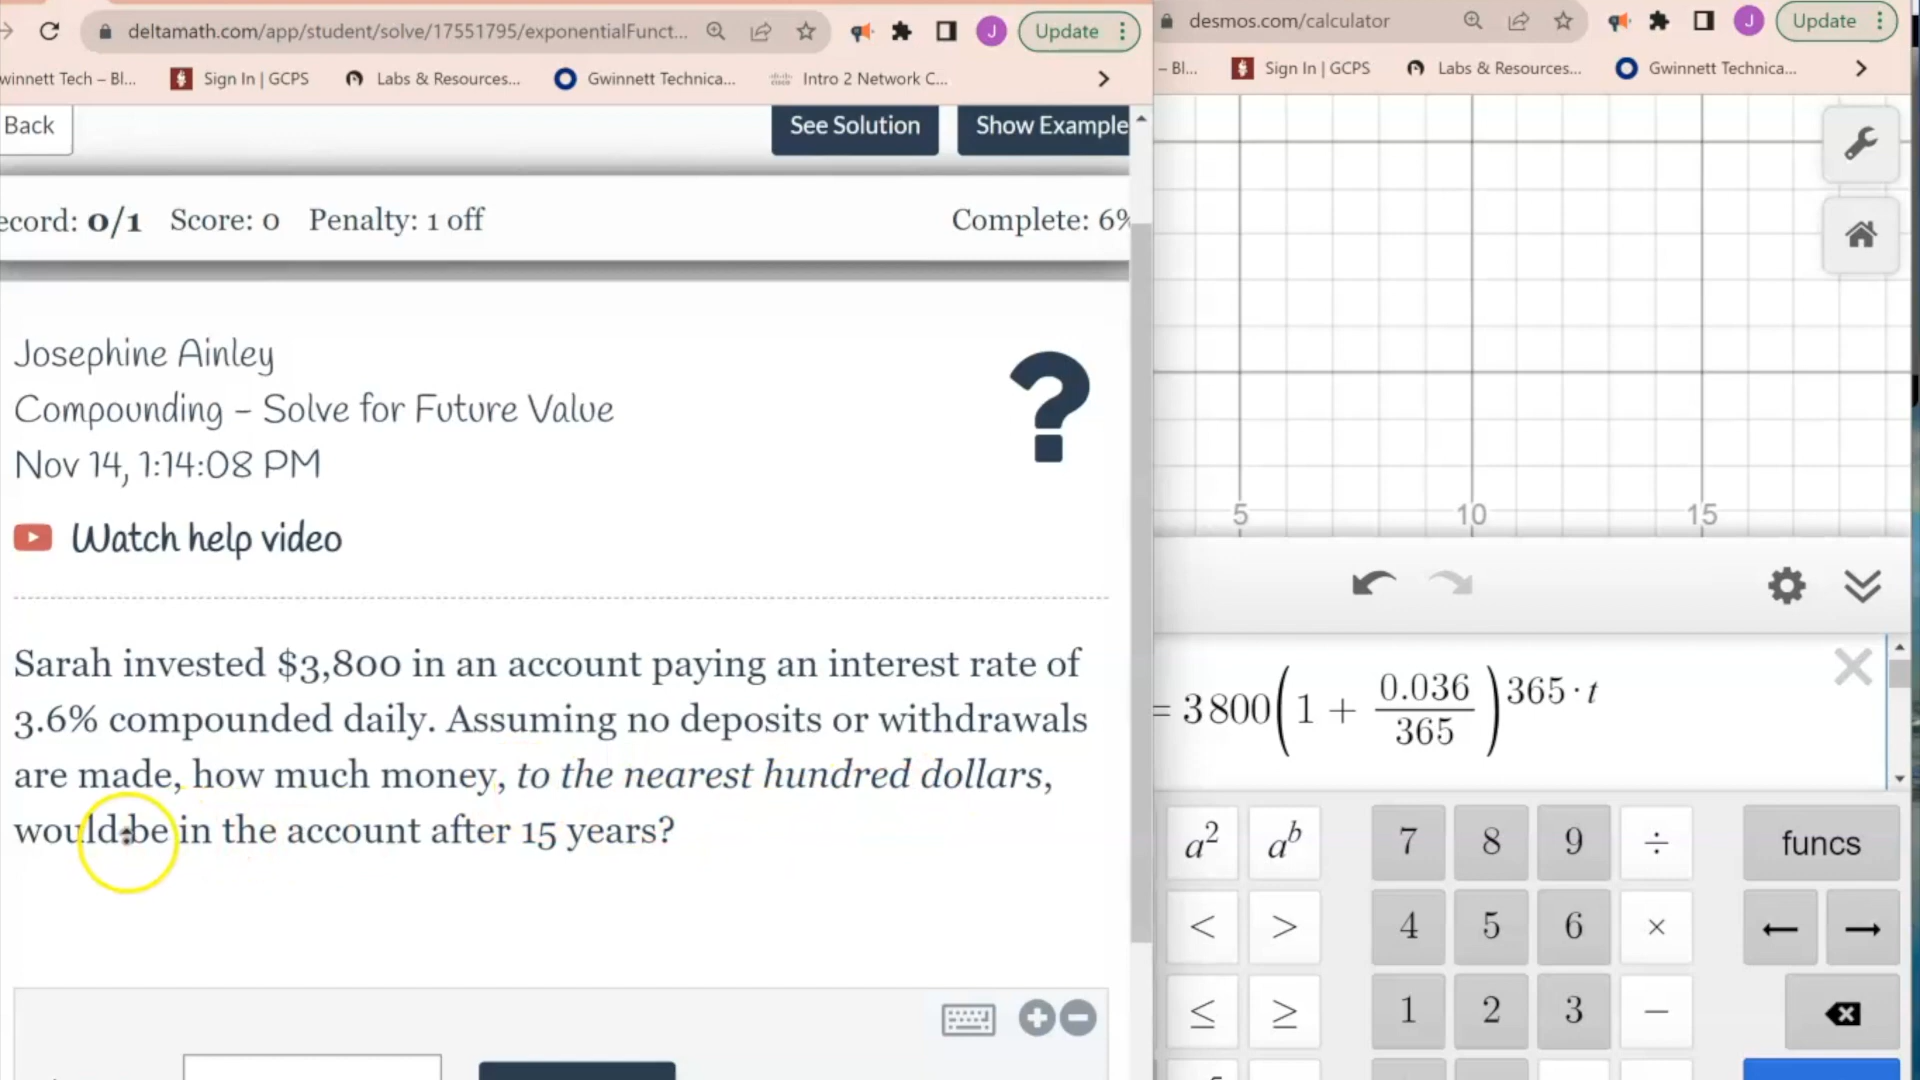 deltamath.com/app/student/solve/17551795/exponentialFunct...
J
Update
winnett Tech – Bl...
Sign In | GCPS
Labs & Resources...
Gwinnett Technica...
Intro 2 Network C...
Back
See Solution
Show Example
ecord: 0/1 Score: 0 Penalty: 1 off Complete: 6%
Josephine Ainley
Compounding – Solve for Future Value
Nov 14, 1:14:08 PM
?
Watch help video
Sarah invested $3,800 in an account paying an interest rate of
3.6% compounded daily. Assuming no deposits or withdrawals
are made, how much money, to the nearest hundred dollars,
would be in the account after 15 years?
desmos.com/calculator
J
Update
– Bl...
Sign In | GCPS
Labs & Resources...
Gwinnett Technica...
5 10 15
= 3800(1 + 0.036/365)^365·t
a² aᵇ 7 8 9 ÷ funcs
< > 4 5 6 × ← →
≤ ≥ 1 2 3 −